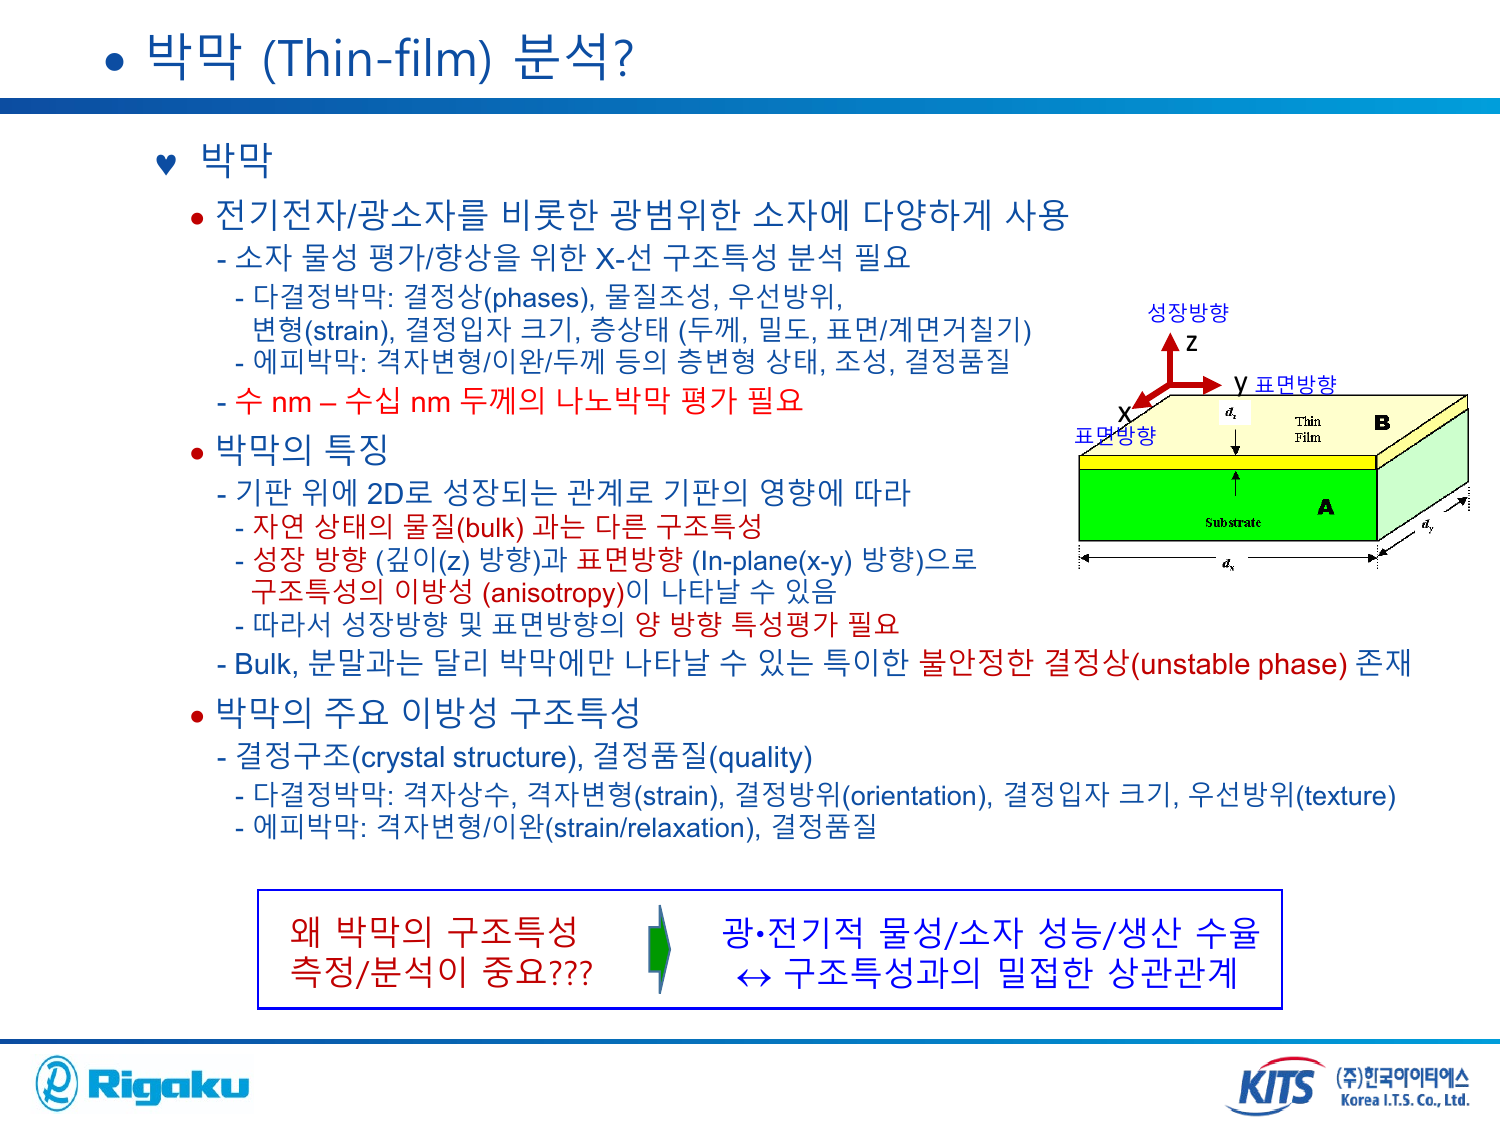 ● 박막 (Thin-film) 분석?
♥ 박막
● 전기전자/광소자를 비롯한 광범위한 소자에 다양하게 사용
- 소자 물성 평가/향상을 위한 X-선 구조특성 분석 필요
- 다결정박막: 결정상(phases), 물질조성, 우선방위,
변형(strain), 결정입자 크기, 층상태 (두께, 밀도, 표면/계면거칠기)
- 에피박막: 격자변형/이완/두께 등의 층변형 상태, 조성, 결정품질
- 수 nm – 수십 nm 두께의 나노박막 평가 필요
성장방향
z
y 표면방향
x
표면방향
dz
Thin
Film
B
A
Substrate
dy
dx
● 박막의 특징
- 기판 위에 2D로 성장되는 관계로 기판의 영향에 따라
- 자연 상태의 물질(bulk) 과는 다른 구조특성
- 성장 방향 (깊이(z) 방향)과 표면방향 (In-plane(x-y) 방향)으로
구조특성의 이방성 (anisotropy)이 나타날 수 있음
- 따라서 성장방향 및 표면방향의 양 방향 특성평가 필요
- Bulk, 분말과는 달리 박막에만 나타날 수 있는 특이한 불안정한 결정상(unstable phase) 존재
● 박막의 주요 이방성 구조특성
- 결정구조(crystal structure), 결정품질(quality)
- 다결정박막: 격자상수, 격자변형(strain), 결정방위(orientation), 결정입자 크기, 우선방위(texture)
- 에피박막: 격자변형/이완(strain/relaxation), 결정품질
왜 박막의 구조특성
측정/분석이 중요???
광•전기적 물성/소자 성능/생산 수율
↔ 구조특성과의 밀접한 상관관계
Rigaku
KITS
(주)한국아이티에스
Korea I.T.S. Co., Ltd.